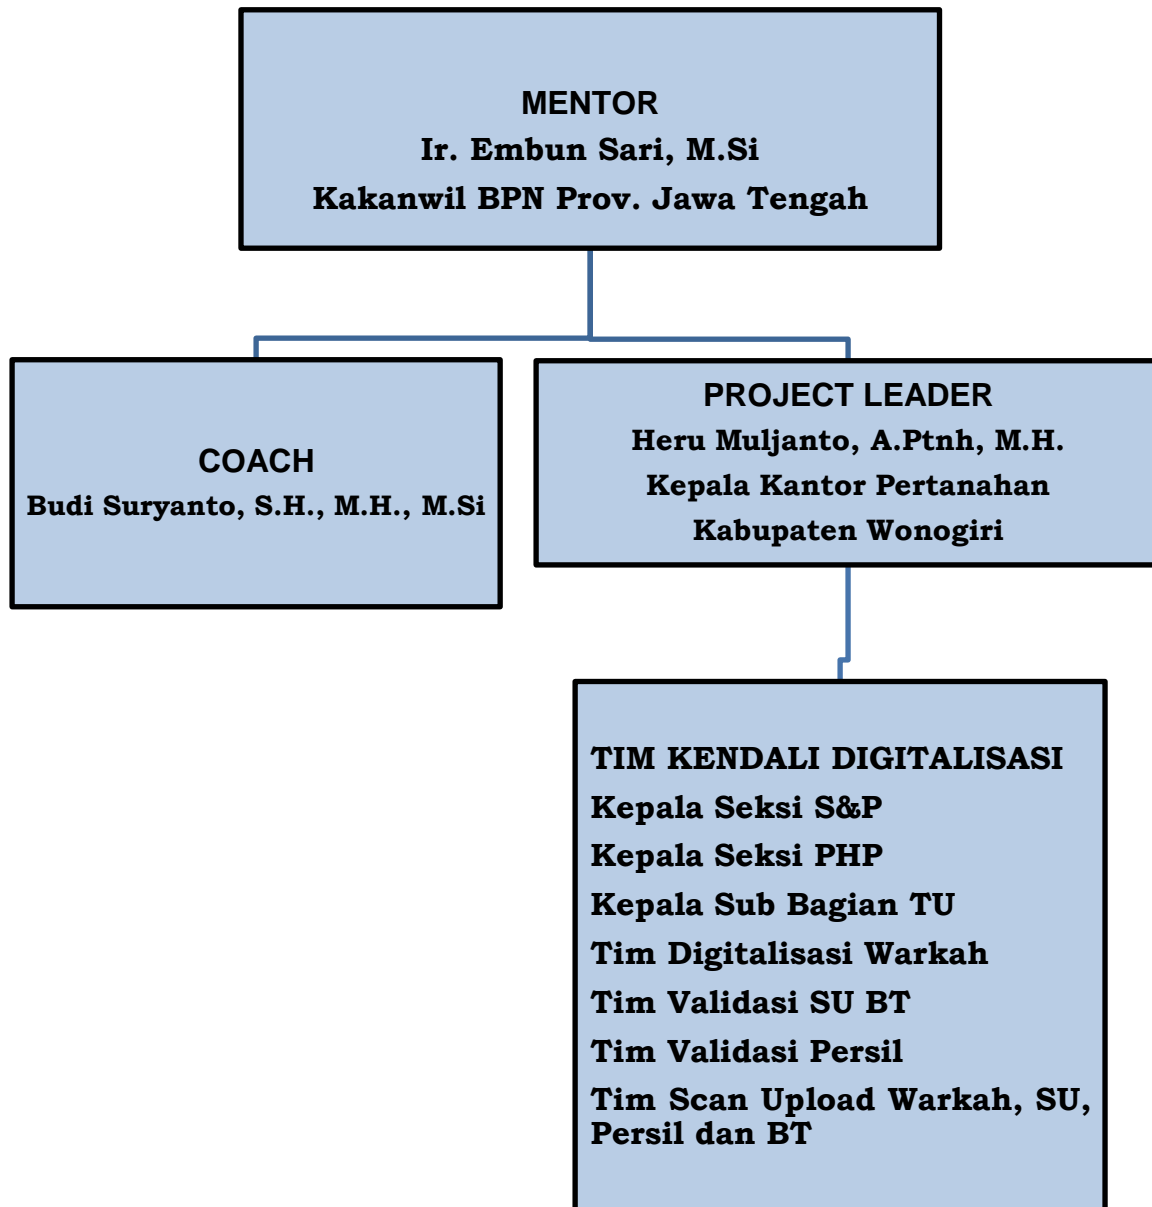 MENTOR
Ir. Embun Sari, M.Si
Kakanwil BPN Prov. Jawa Tengah
COACH
Budi Suryanto, S.H., M.H., M.Si
PROJECT LEADER
Heru Muljanto, A.Ptnh, M.H.
Kepala Kantor Pertanahan
Kabupaten Wonogiri
TIM KENDALI DIGITALISASI
Kepala Seksi S&P
Kepala Seksi PHP
Kepala Sub Bagian TU
Tim Digitalisasi Warkah
Tim Validasi SU BT
Tim Validasi Persil
Tim Scan Upload Warkah, SU,
Persil dan BT